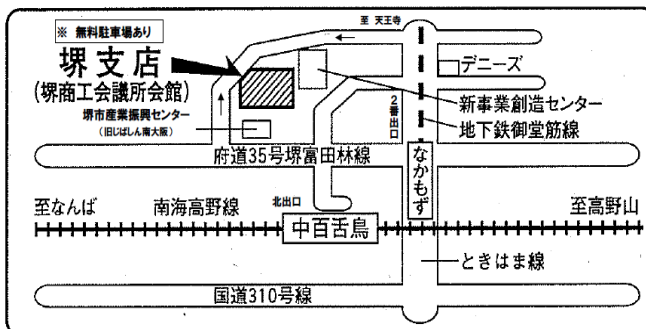 ※ 無料駐車場あり
堺支店
(堺商工会議所会館)
堺市産業振興センター
(旧じばしん南大阪)
至 天王寺
デニーズ
新事業創造センター
2番出口
地下鉄御堂筋線
府道35号堺富田林線
なかもず
至なんば
南海高野線
北出口
中百舌鳥
至高野山
ときはま線
国道310号線